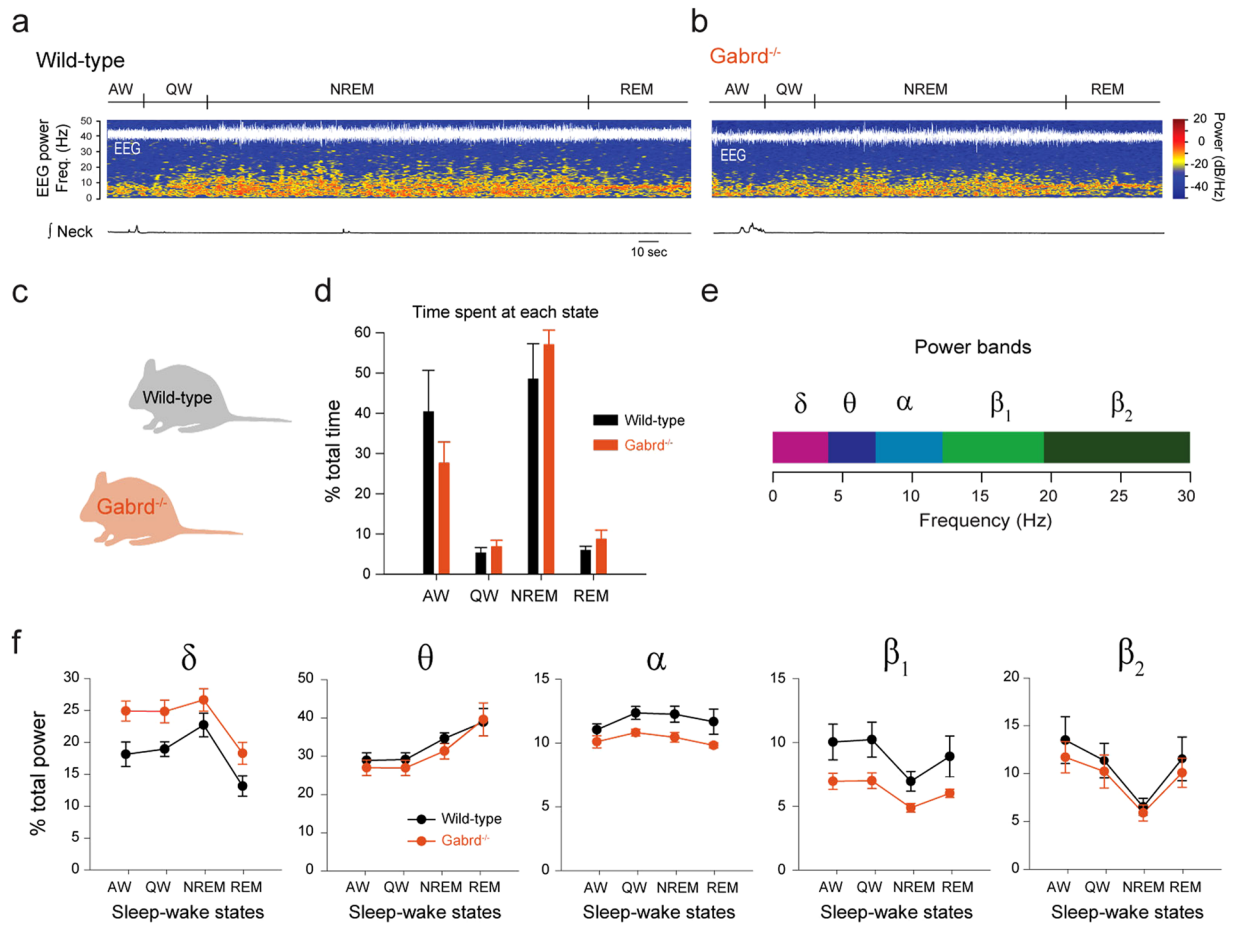 a
Wild-type
AW QW NREM REM
EEG power
Freq. (Hz)
50
40
30
20
10
0
EEG
∫ Neck
10 sec
b
Gabrd-/-
AW QW NREM REM
EEG
20
0
-40
Power (dB/Hz)
c
Wild-type
Gabrd-/-
d
Time spent at each state
% total time
60
50
40
30
20
10
0
AW QW NREM REM
Wild-type
Gabrd-/-
e
Power bands
δ θ α β1 β2
0 5 10 15 20 25 30
Frequency (Hz)
f
% total power
δ
30
25
20
15
10
5
0
AW QW NREM REM
Sleep-wake states
θ
50
40
30
20
10
0
Wild-type
Gabrd-/-
AW QW NREM REM
Sleep-wake states
α
15
10
5
0
AW QW NREM REM
Sleep-wake states
β1
15
10
5
0
AW QW NREM REM
Sleep-wake states
β2
20
15
10
5
0
AW QW NREM REM
Sleep-wake states